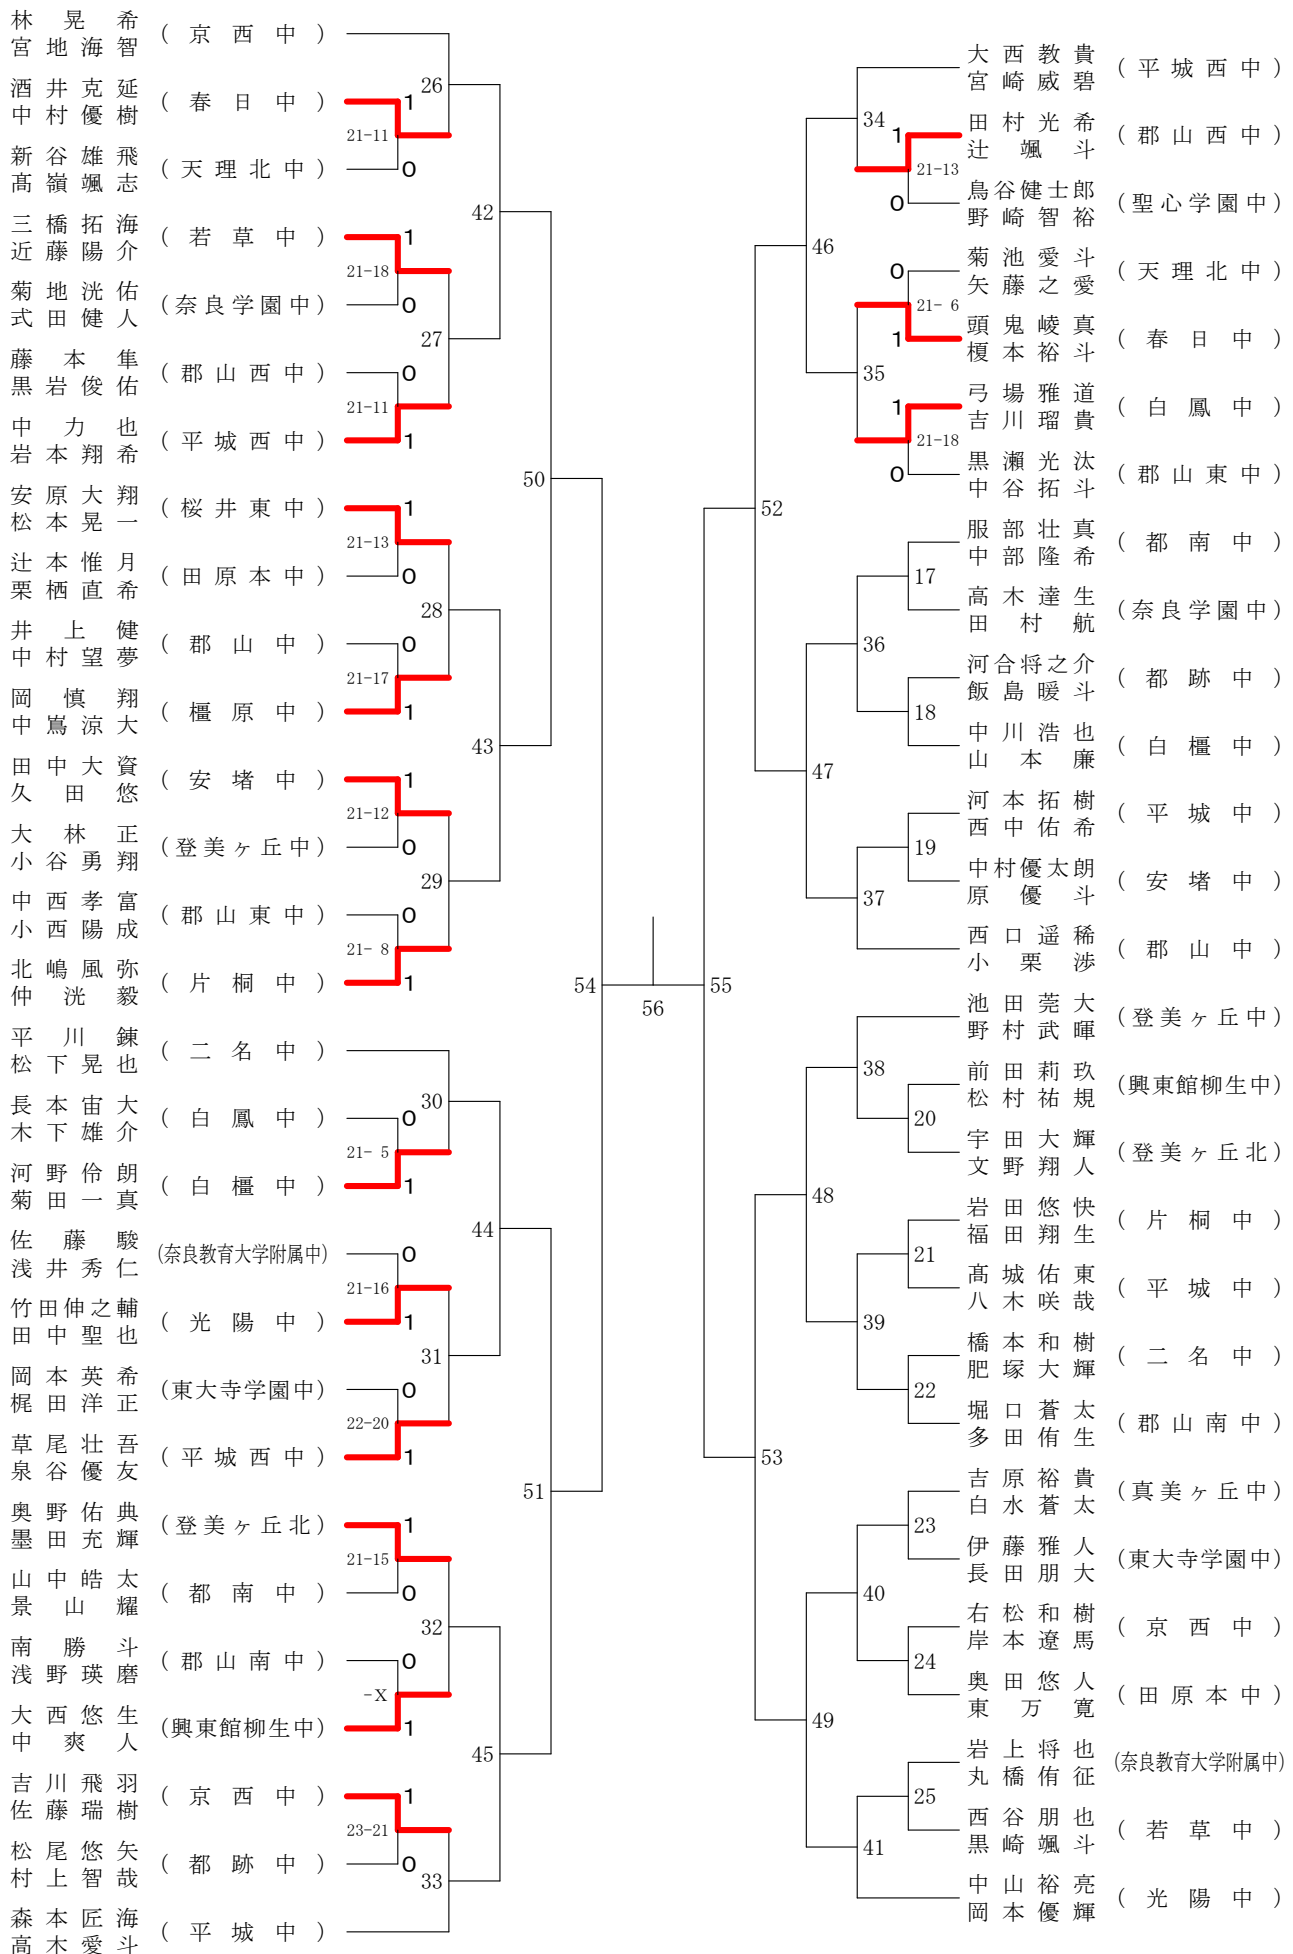 林晃希
宮地海智
(京西中)
26
酒井克延
中村優樹
(春日中)
1
21-11
新谷雄飛
髙嶺颯志
(天理北中)
0
42
三橋拓海
近藤陽介
(若草中)
1
21-18
菊地洸佑
式田健人
(奈良学園中)
0
27
藤本隼
黒岩俊佑
(郡山西中)
0
21-11
中力也
岩本翔希
(平城西中)
1
50
安原大翔
松本晃一
(桜井東中)
1
21-13
辻本惟月
栗栖直希
(田原本中)
0
28
井上健
中村望夢
(郡山中)
0
21-17
岡慎翔
中嶌涼大
(橿原中)
1
43
田中大資
久田悠
(安堵中)
1
21-12
大林正
小谷勇翔
(登美ヶ丘中)
0
29
中西孝富
小西陽成
(郡山東中)
0
21- 8
北嶋風弥
仲洸毅
(片桐中)
1
54
平川錬
松下晃也
(二名中)
30
長本宙大
木下雄介
(白鳳中)
0
21- 5
河野伶朗
菊田一真
(白橿中)
1
44
佐藤駿
浅井秀仁
(奈良教育大学附属中)
0
21-16
竹田伸之輔
田中聖也
(光陽中)
1
31
岡本英希
梶田洋正
(東大寺学園中)
0
22-20
草尾壮吾
泉谷優友
(平城西中)
1
51
奥野佑典
墨田充輝
(登美ヶ丘北)
1
21-15
山中皓太
景山耀
(都南中)
0
32
南勝斗
浅野瑛磨
(郡山南中)
0
-X
大西悠生
中爽人
(興東館柳生中)
1
45
吉川飛羽
佐藤瑞樹
(京西中)
1
23-21
松尾悠矢
村上智哉
(都跡中)
0
33
森本匠海
高木愛斗
(平城中)
56
大西教貴
宮崎威碧
(平城西中)
34
田村光希
辻颯斗
(郡山西中)
1
21-13
鳥谷健士郎
野崎智裕
(聖心学園中)
0
46
菊池愛斗
矢藤之愛
(天理北中)
0
21- 6
頭鬼崚真
榎本裕斗
(春日中)
1
35
弓場雅道
吉川瑠貴
(白鳳中)
1
21-18
黒瀬光汰
中谷拓斗
(郡山東中)
0
52
服部壮真
中部隆希
(都南中)
17
高木達生
田村航
(奈良学園中)
36
河合将之介
飯島暖斗
(都跡中)
18
中川浩也
山本廉
(白橿中)
47
河本拓樹
西中佑希
(平城中)
19
中村優太朗
原優斗
(安堵中)
37
西口遥稀
小栗渉
(郡山中)
55
池田莞大
野村武暉
(登美ヶ丘中)
38
前田莉玖
松村祐規
(興東館柳生中)
20
宇田大輝
文野翔人
(登美ヶ丘北)
48
岩田悠快
福田翔生
(片桐中)
21
髙城佑東
八木咲哉
(平城中)
39
橋本和樹
肥塚大輝
(二名中)
22
堀口蒼太
多田侑生
(郡山南中)
53
吉原裕貴
白水蒼太
(真美ヶ丘中)
23
伊藤雅人
長田朋大
(東大寺学園中)
40
右松和樹
岸本遼馬
(京西中)
24
奥田悠人
東万寛
(田原本中)
49
岩上将也
丸橋侑征
(奈良教育大学附属中)
25
西谷朋也
黒崎颯斗
(若草中)
41
中山裕亮
岡本優輝
(光陽中)